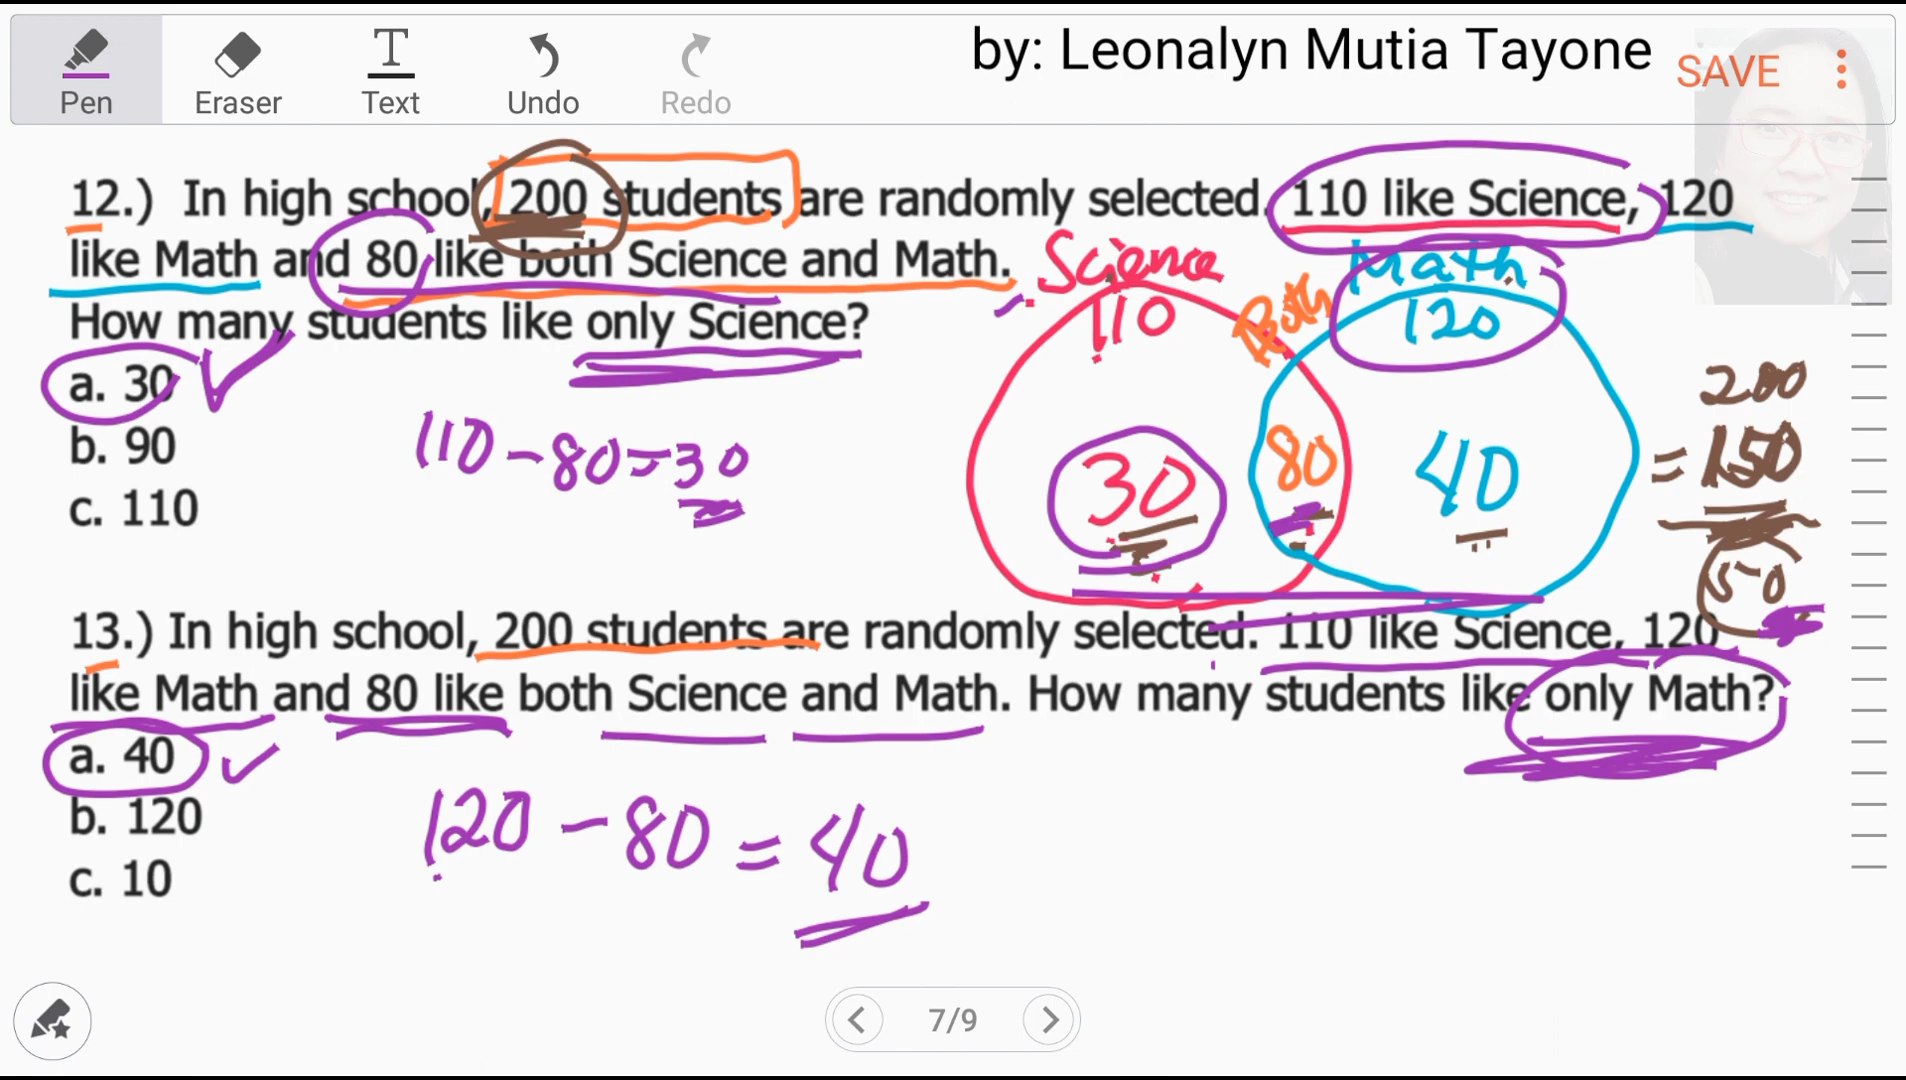 Pen
Eraser
Text
Undo
Redo
by: Leonalyn Mutia Tayone
SAVE
12.) In high school, 200 students are randomly selected. 110 like Science, 120
like Math and 80 like both Science and Math.
How many students like only Science?
a. 30
b. 90
c. 110
110 - 80 = 30
Science
110
Both
Math
120
30
80
40
200
= 150
50
13.) In high school, 200 students are randomly selected. 110 like Science, 120
like Math and 80 like both Science and Math. How many students like only Math?
a. 40
b. 120
c. 10
120 - 80 = 40
7/9